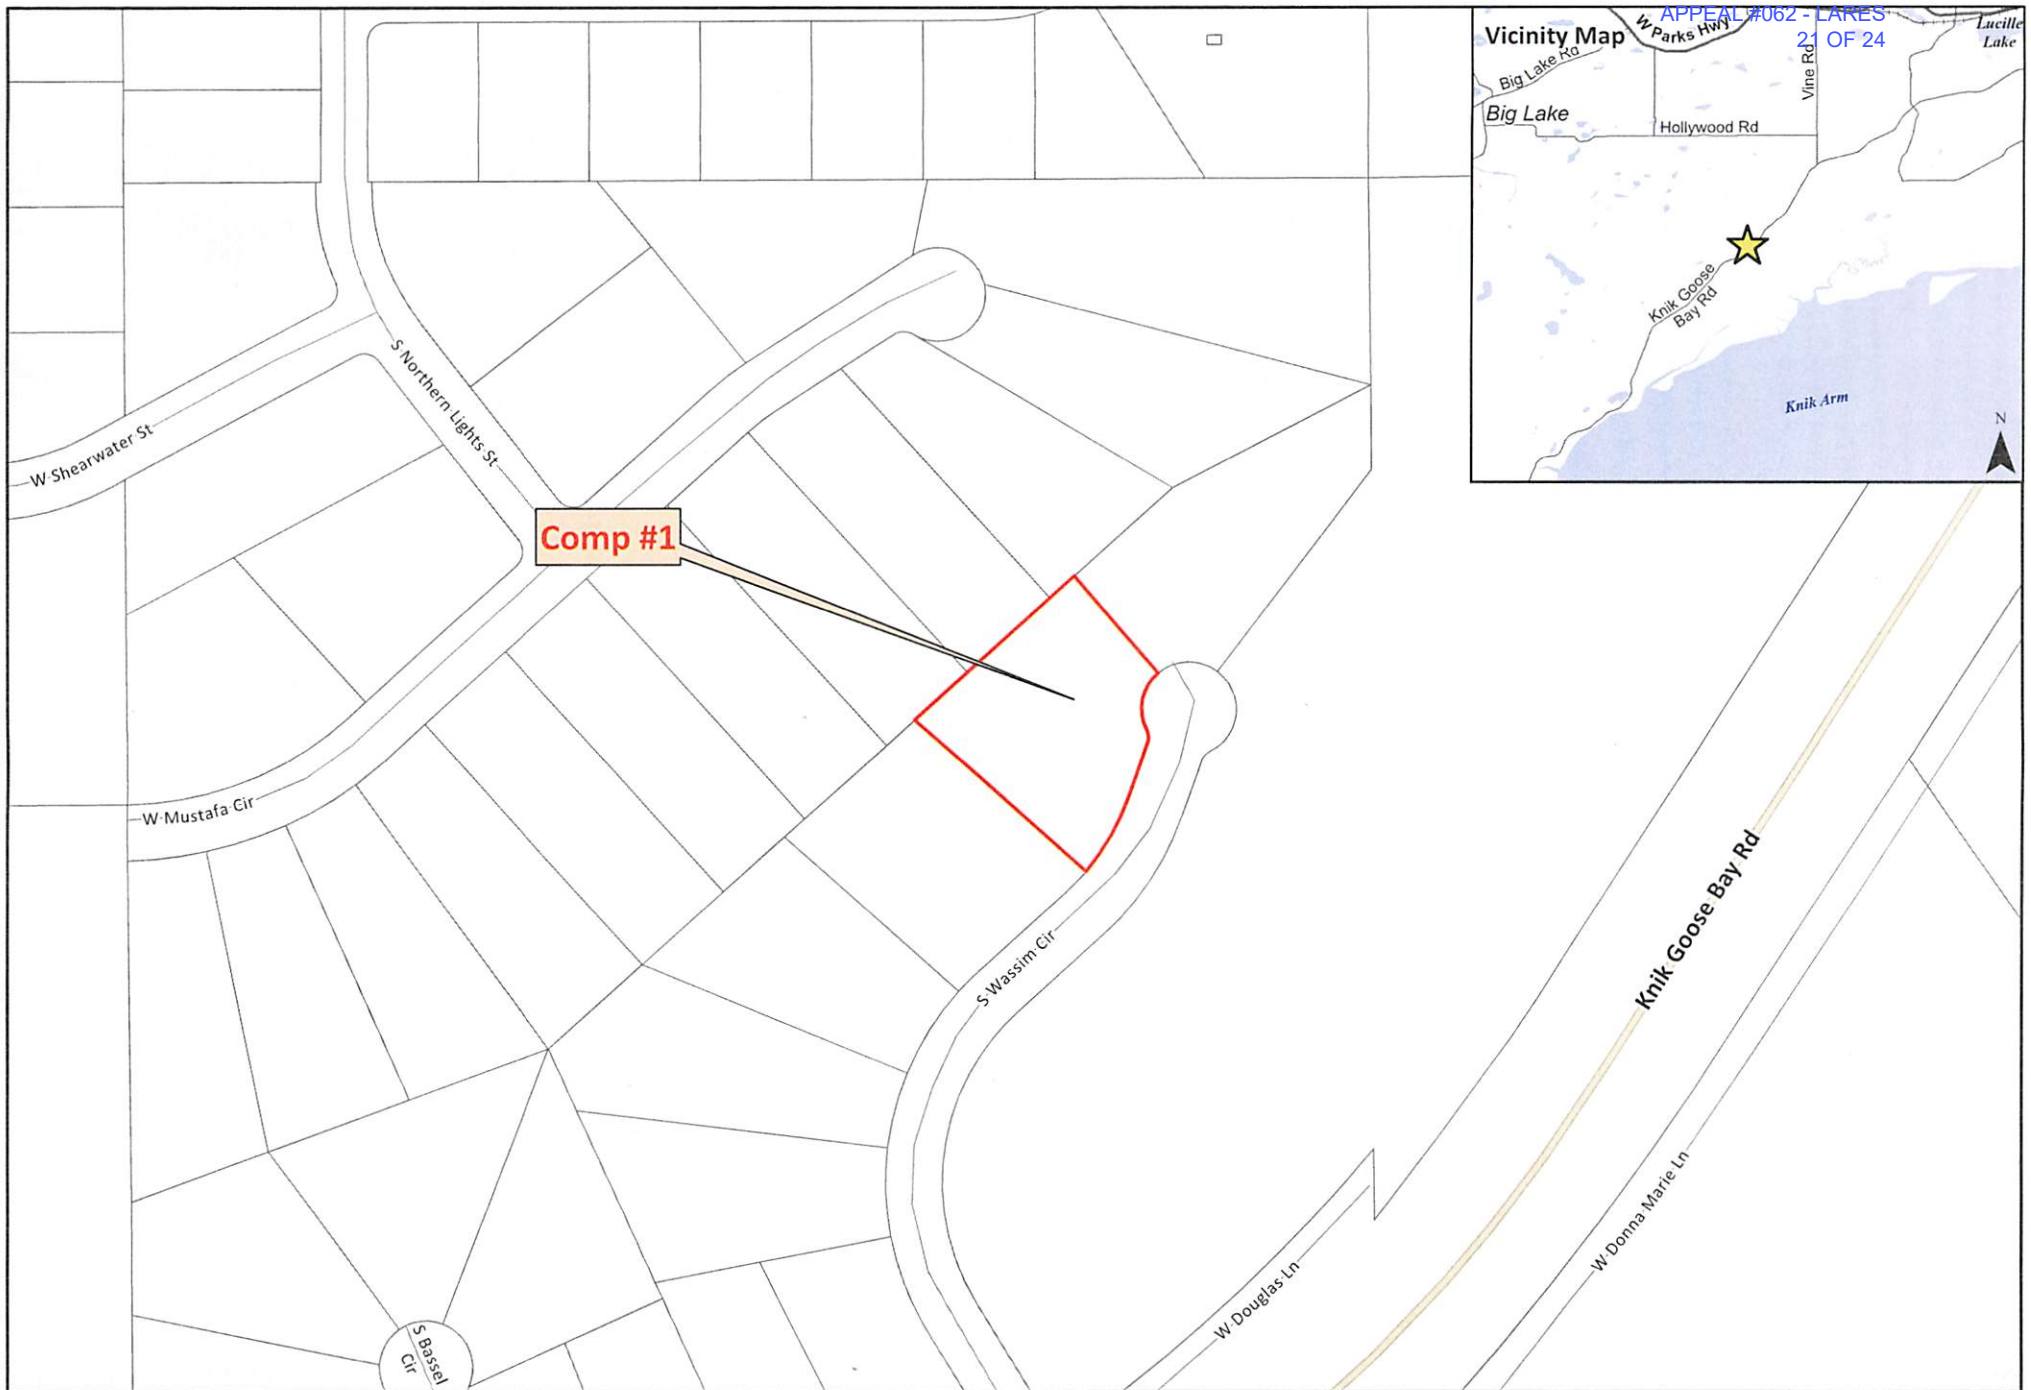 APPEAL #062 - LARES
21 OF 24
Vicinity Map
W Parks Hwy
Lucille
Lake
Big Lake Rd
Vine Rd
Big Lake
Hollywood Rd
Knik Goose
Bay Rd
Knik Arm
N
S Northern Lights St
W Shearwater St
Comp #1
W Mustafa Cir
S Wassim Cir
Knik Goose Bay Rd
W Donna Marie Ln
W Douglas Ln
S Bassel
Cir